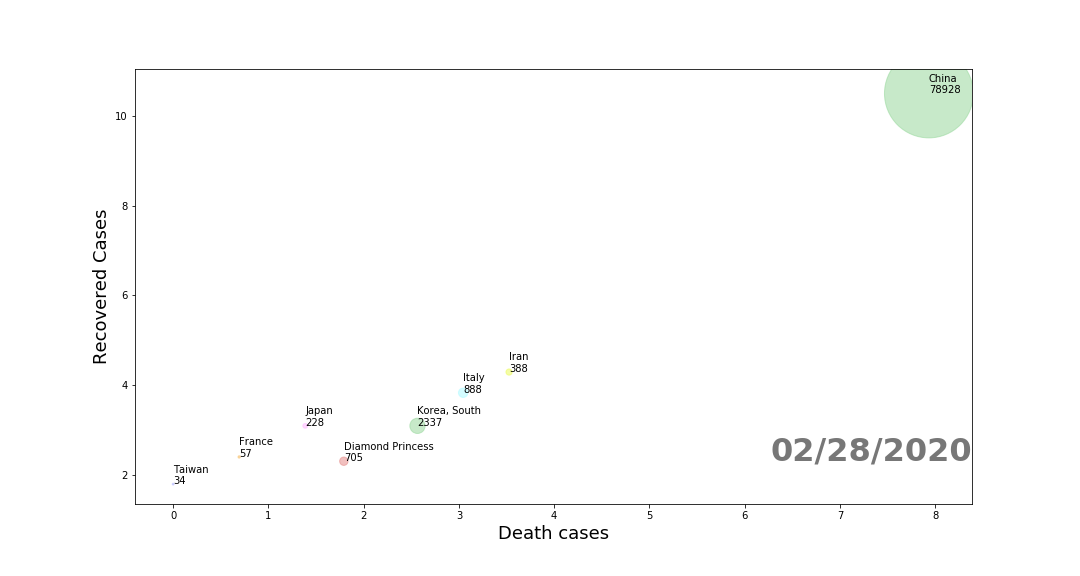 China
78928
10
8
6
4
2
Recovered Cases
Iran
388
Italy
888
Korea, South
2337
Japan
228
Diamond Princess
705
France
57
Taiwan
34
02/28/2020
0 1 2 3 4 5 6 7 8
Death cases